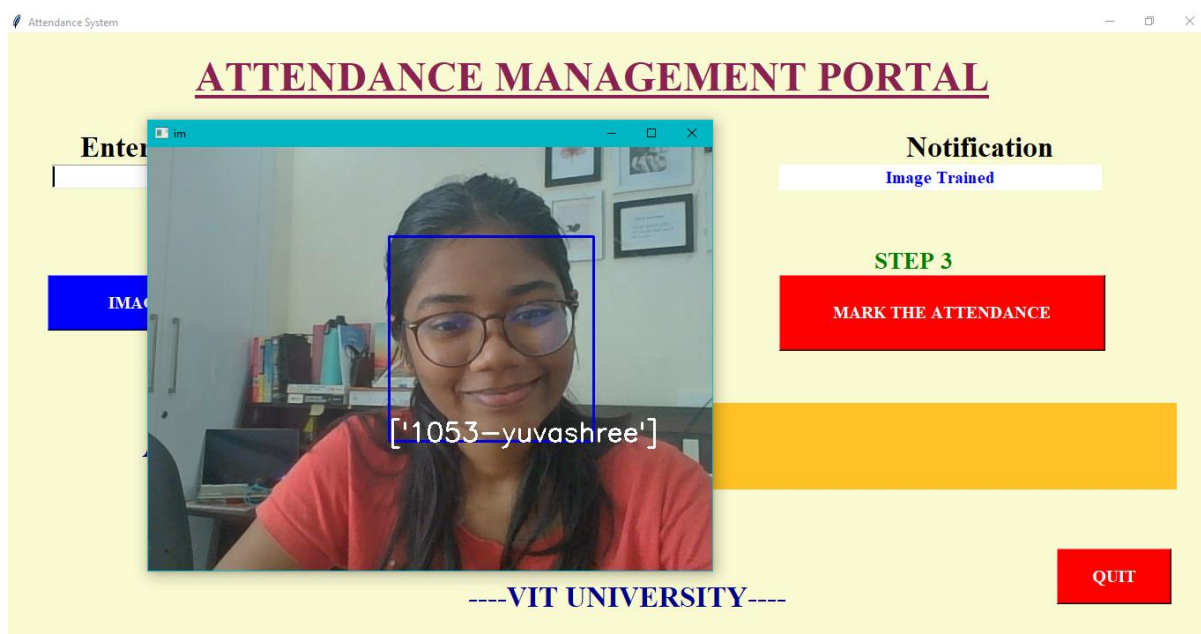 Attendance System
ATTENDANCE MANAGEMENT PORTAL
im
Enter
Notification
Image Trained
STEP 3
MARK THE ATTENDANCE
['1053-yuvashree']
----VIT UNIVERSITY----
QUIT